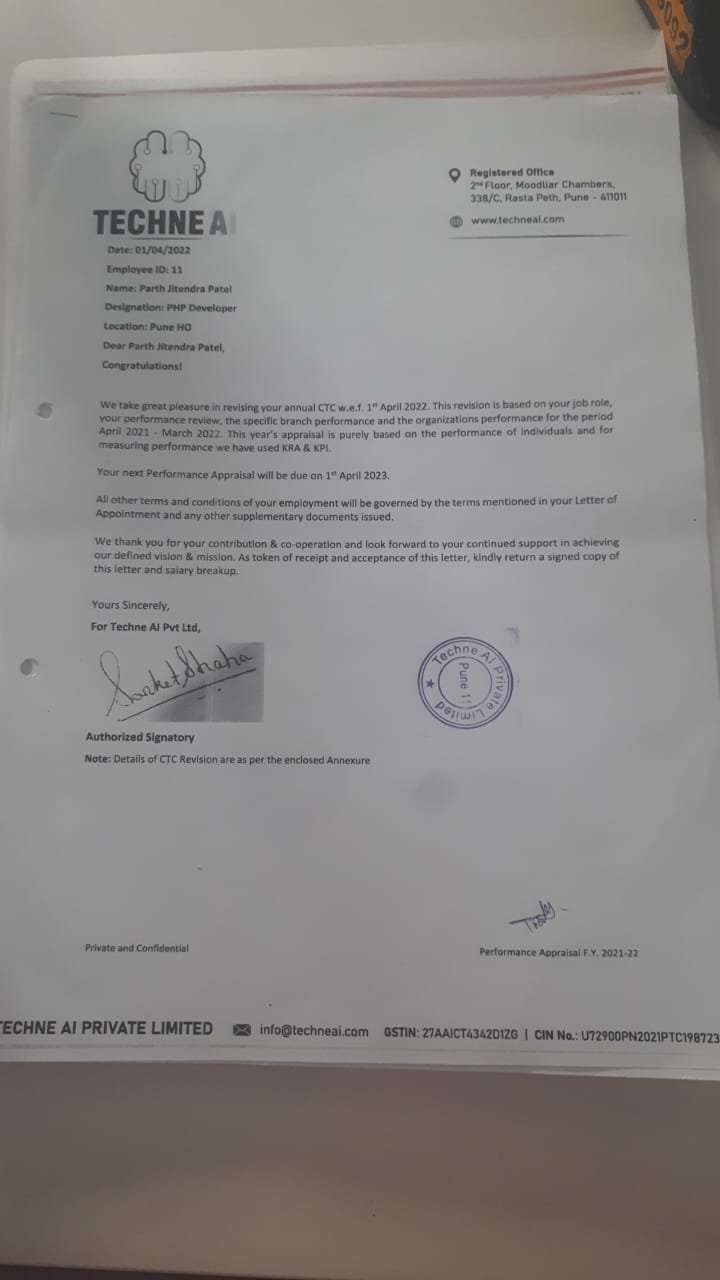 TECHNE AI
Registered Office
2nd Floor, Moodliar Chambers,
338/C, Rasta Peth, Pune - 411011
www.techneai.com
Date: 01/04/2022
Employee ID: 11
Name: Parth Jitendra Patel
Designation: PHP Developer
Location: Pune HO
Dear Parth Jitendra Patel,
Congratulations!
We take great pleasure in revising your annual CTC w.e.f. 1st April 2022. This revision is based on your job role,
your performance review, the specific branch performance and the organizations performance for the period
April 2021 - March 2022. This year's appraisal is purely based on the performance of individuals and for
measuring performance we have used KRA & KPI.
Your next Performance Appraisal will be due on 1st April 2023.
All other terms and conditions of your employment will be governed by the terms mentioned in your Letter of
Appointment and any other supplementary documents issued.
We thank you for your contribution & co-operation and look forward to your continued support in achieving
our defined vision & mission. As token of receipt and acceptance of this letter, kindly return a signed copy of
this letter and salary breakup.
Yours Sincerely,
For Techne AI Pvt Ltd,
Sanket Shaha
Techne AI Private Limited
Pune
Authorized Signatory
Note: Details of CTC Revision are as per the enclosed Annexure
Private and Confidential
Performance Appraisal F.Y. 2021-22
TECHNE AI PRIVATE LIMITED info@techneai.com GSTIN: 27AAICT4342D1ZG | CIN No.: U72900PN2021PTC198723